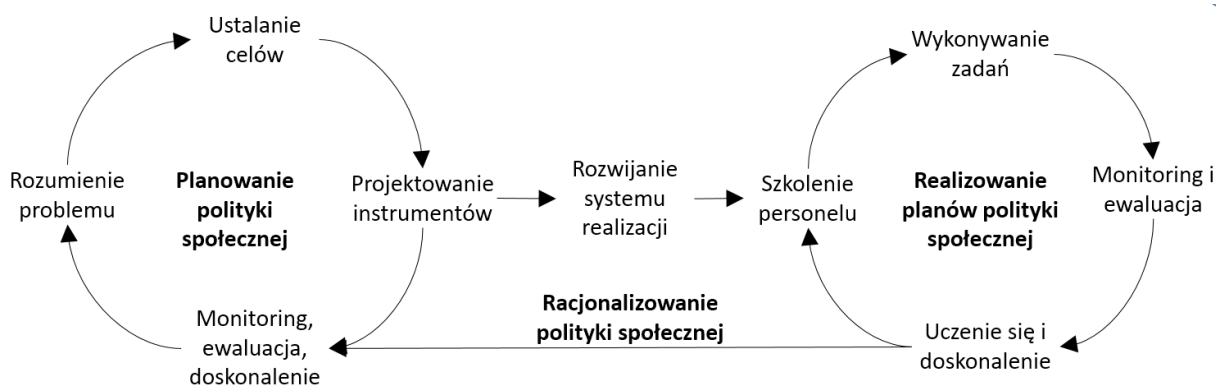 Ustalanie
celów
Rozumienie
problemu
Planowanie
polityki
społecznej
Projektowanie
instrumentów
Monitoring,
ewaluacja,
doskonalenie
Rozwijanie
systemu
realizacji
Racjonalizowanie
polityki społecznej
Szkolenie
personelu
Wykonywanie
zadań
Realizowanie
planów polityki
społecznej
Monitoring i
ewaluacja
Uczenie się i
doskonalenie